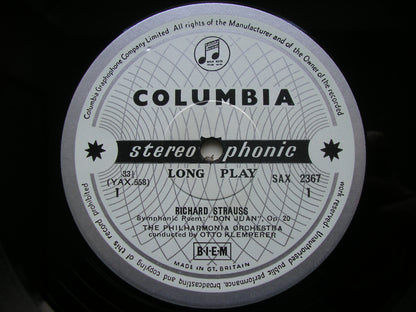 Columbia Graphophone Company Limited. All rights of the Manufacturer and of the Owner of the recorded
work reserved. Unauthorised public performance, broadcasting and copying of this record prohibited
COLUMBIA
stereophonic
LONG PLAY
33⅓
(YAX.558)
1
SAX 2367
1
RICHARD STRAUSS
Symphonic Poem: "DON JUAN", Op. 20
THE PHILHARMONIA ORCHESTRA
conducted by OTTO KLEMPERER
B.I.E.M
MADE IN GT. BRITAIN